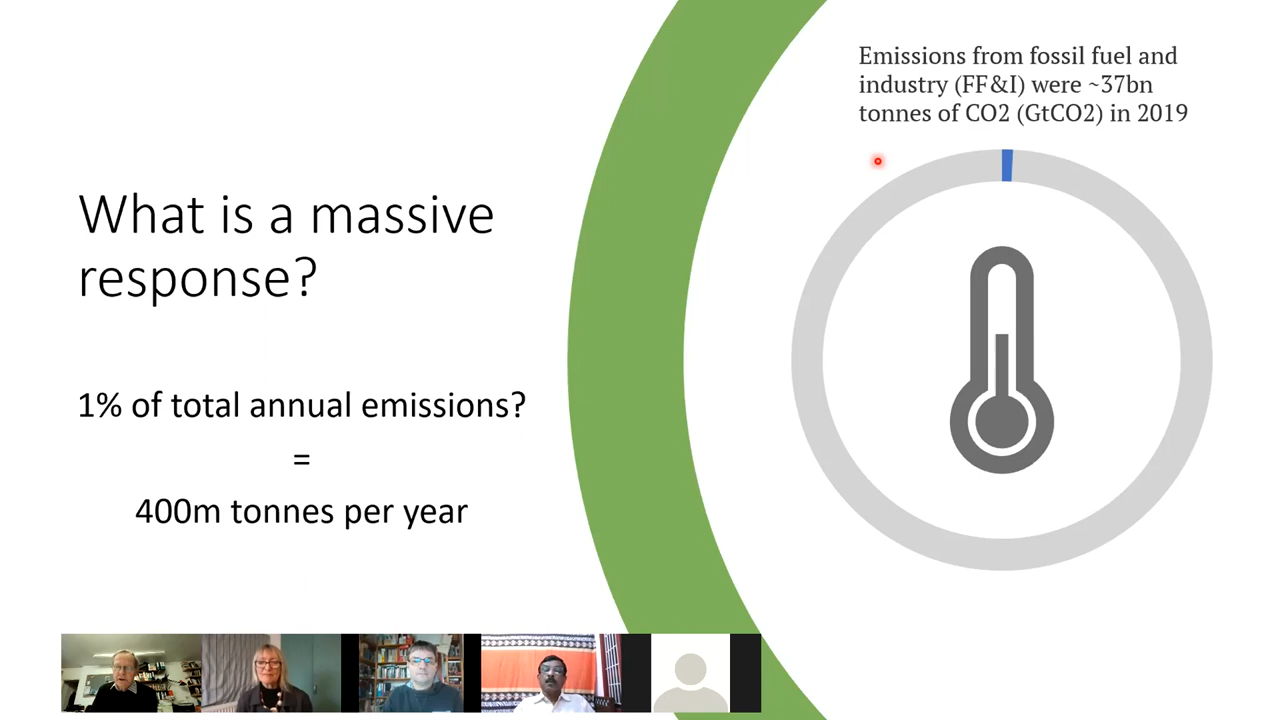 Emissions from fossil fuel and
industry (FF&I) were ~37bn
tonnes of CO2 (GtCO2) in 2019
What is a massive
response?
1% of total annual emissions?
=
400m tonnes per year